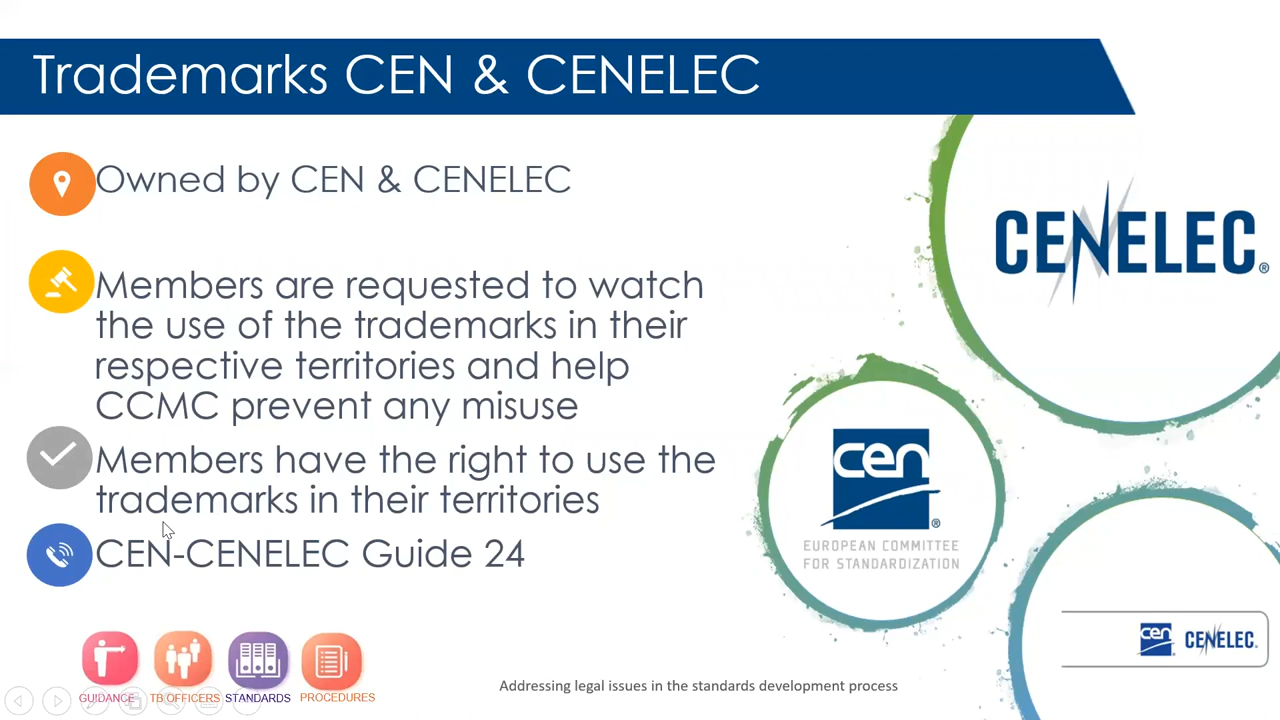 Trademarks CEN & CENELEC
Owned by CEN & CENELEC
Members are requested to watch
the use of the trademarks in their
respective territories and help
CCMC prevent any misuse
Members have the right to use the
trademarks in their territories
CEN-CENELEC Guide 24
CENELEC®
cen
®
EUROPEAN COMMITTEE
FOR STANDARDIZATION
cen CENELEC
GUIDANCE TB OFFICERS STANDARDS PROCEDURES
Addressing legal issues in the standards development process